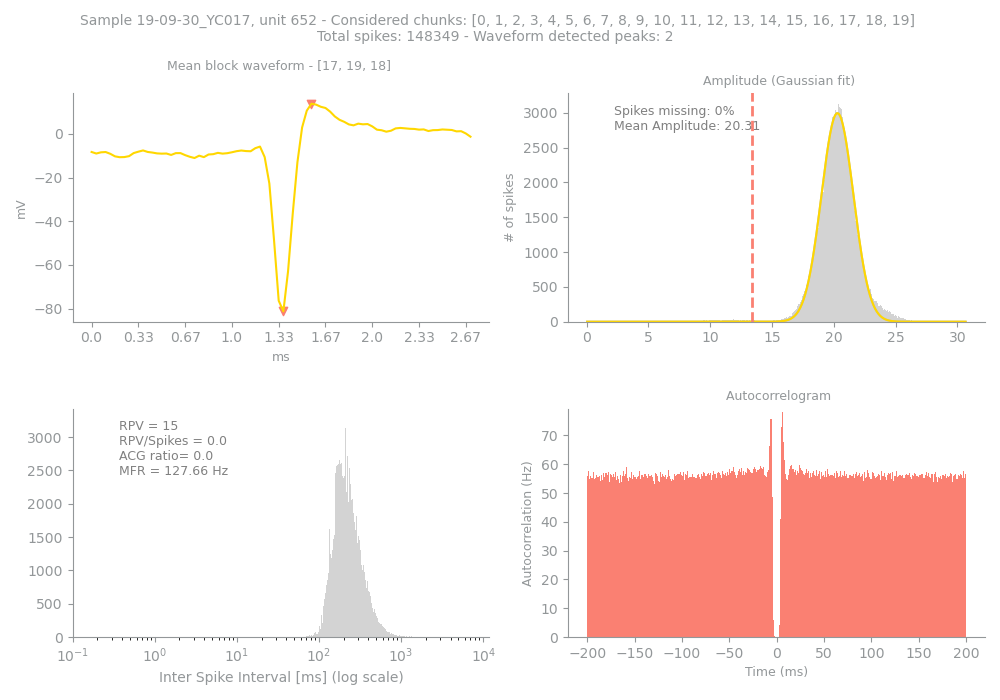 Sample 19-09-30_YC017, unit 652 - Considered chunks: [0, 1, 2, 3, 4, 5, 6, 7, 8, 9, 10, 11, 12, 13, 14, 15, 16, 17, 18, 19]
Total spikes: 148349 - Waveform detected peaks: 2
Mean block waveform - [17, 19, 18]
0
−20
−40
−60
−80
mV
0.0 0.33 0.67 1.0 1.33 1.67 2.0 2.33 2.67
ms
Amplitude (Gaussian fit)
Spikes missing: 0%
Mean Amplitude: 20.31
3000
2500
2000
1500
1000
500
0
# of spikes
0 5 10 15 20 25 30
RPV = 15
RPV/Spikes = 0.0
ACG ratio= 0.0
MFR = 127.66 Hz
3000
2500
2000
1500
1000
500
0
10⁻¹ 10⁰ 10¹ 10² 10³ 10⁴
Inter Spike Interval [ms] (log scale)
Autocorrelogram
70
60
50
40
30
20
10
0
Autocorrelation (Hz)
−200 −150 −100 −50 0 50 100 150 200
Time (ms)